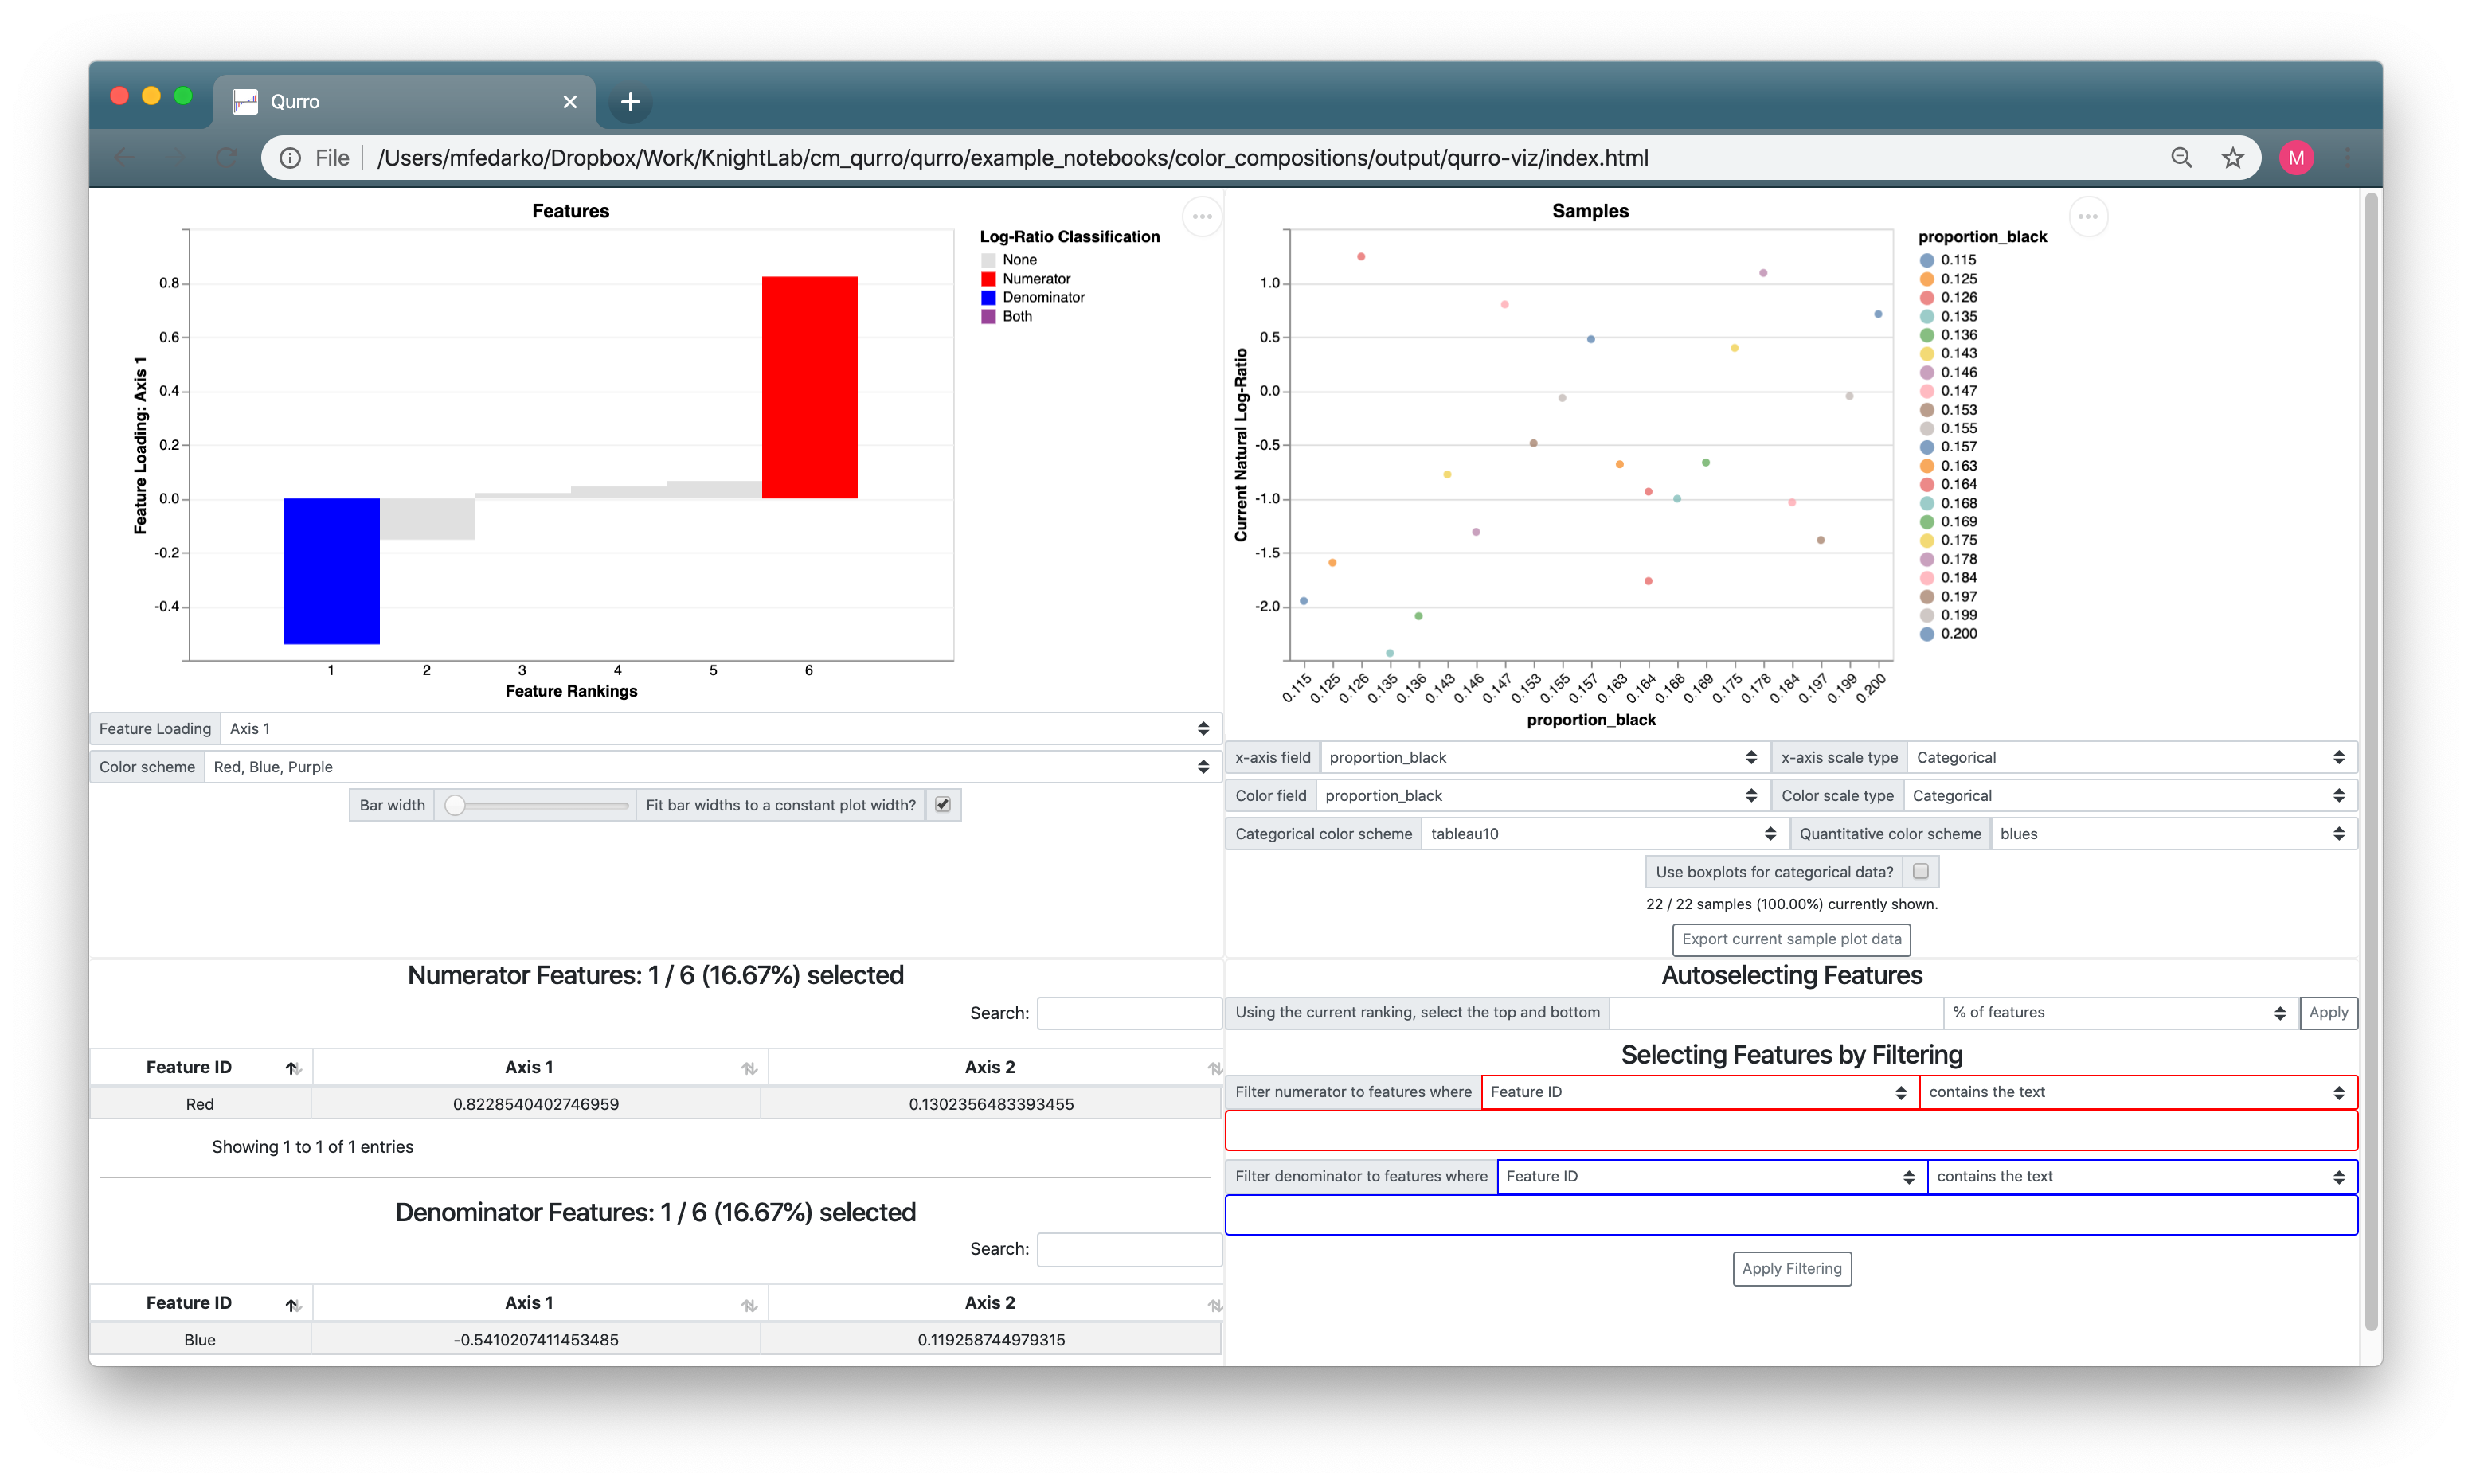 Qurro
File /Users/mfedarko/Dropbox/Work/KnightLab/cm_qurro/qurro/example_notebooks/color_compositions/output/qurro-viz/index.html
M
Features
Feature Loading: Axis 1
0.8
0.6
0.4
0.2
0.0
-0.2
-0.4
1 2 3 4 5 6
Feature Rankings
Log-Ratio Classification
None
Numerator
Denominator
Both
Feature Loading Axis 1
Color scheme Red, Blue, Purple
Bar width Fit bar widths to a constant plot width?
Samples
Current Natural Log-Ratio
1.0
0.5
0.0
-0.5
-1.0
-1.5
-2.0
0.115 0.125 0.126 0.135 0.136 0.143 0.146 0.147 0.153 0.155 0.157 0.163 0.164 0.168 0.169 0.175 0.178 0.184 0.197 0.199 0.200
proportion_black
proportion_black
0.115
0.125
0.126
0.135
0.136
0.143
0.146
0.147
0.153
0.155
0.157
0.163
0.164
0.168
0.169
0.175
0.178
0.184
0.197
0.199
0.200
x-axis field proportion_black x-axis scale type Categorical
Color field proportion_black Color scale type Categorical
Categorical color scheme tableau10 Quantitative color scheme blues
Use boxplots for categorical data?
22 / 22 samples (100.00%) currently shown.
Export current sample plot data
Numerator Features: 1 / 6 (16.67%) selected
Search:
Feature ID Axis 1 Axis 2
Red 0.8228540402746959 0.1302356483393455
Showing 1 to 1 of 1 entries
Denominator Features: 1 / 6 (16.67%) selected
Search:
Feature ID Axis 1 Axis 2
Blue -0.5410207411453485 0.119258744979315
Autoselecting Features
Using the current ranking, select the top and bottom % of features Apply
Selecting Features by Filtering
Filter numerator to features where Feature ID contains the text
Filter denominator to features where Feature ID contains the text
Apply Filtering